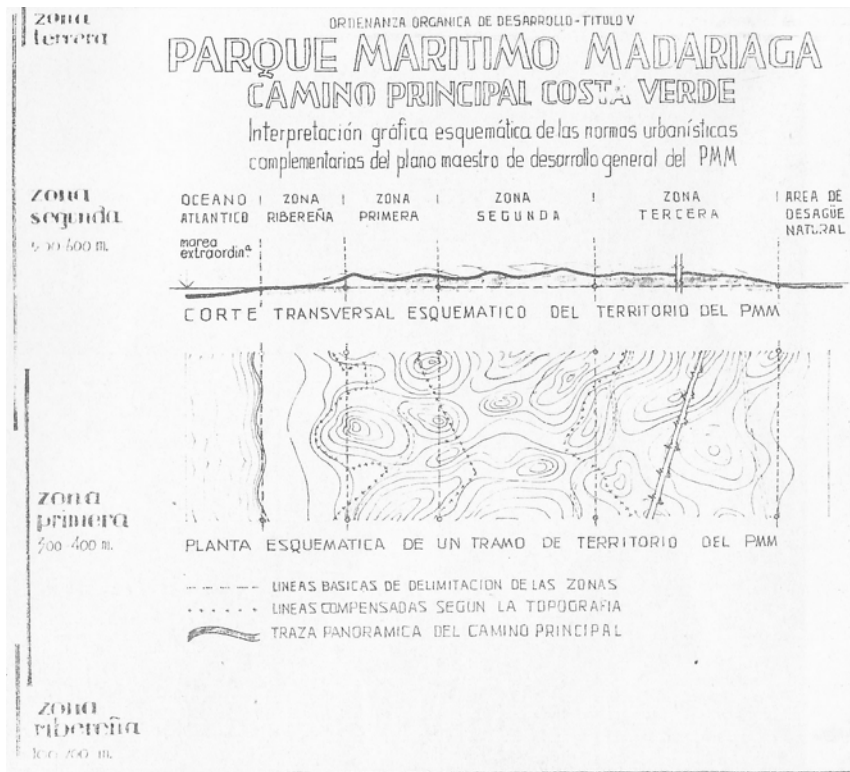 ORDENANZA ORGANICA DE DESARROLLO - TITULO V
PARQUE MARITIMO MADARIAGA
CAMINO PRINCIPAL COSTA VERDE
Interpretación gráfica esquemática de las normas urbanísticas
complementarias del plano maestro de desarrollo general del PMM
zona
terrera
zona
segunda
500-600 m.
zona
primera
zona
ribereña
OCEANO
ATLANTICO
marea
extraordinª.
ZONA
RIBEREÑA
ZONA
PRIMERA
ZONA
SEGUNDA
ZONA
TERCERA
AREA DE
DESAGÜE
NATURAL
CORTE TRANSVERSAL ESQUEMATICO DEL TERRITORIO DEL PMM
PLANTA ESQUEMATICA DE UN TRAMO DE TERRITORIO DEL PMM
LINEAS BASICAS DE DELIMITACION DE LAS ZONAS
LINEAS COMPENSADAS SEGUN LA TOPOGRAFIA
TRAZA PANORAMICA DEL CAMINO PRINCIPAL